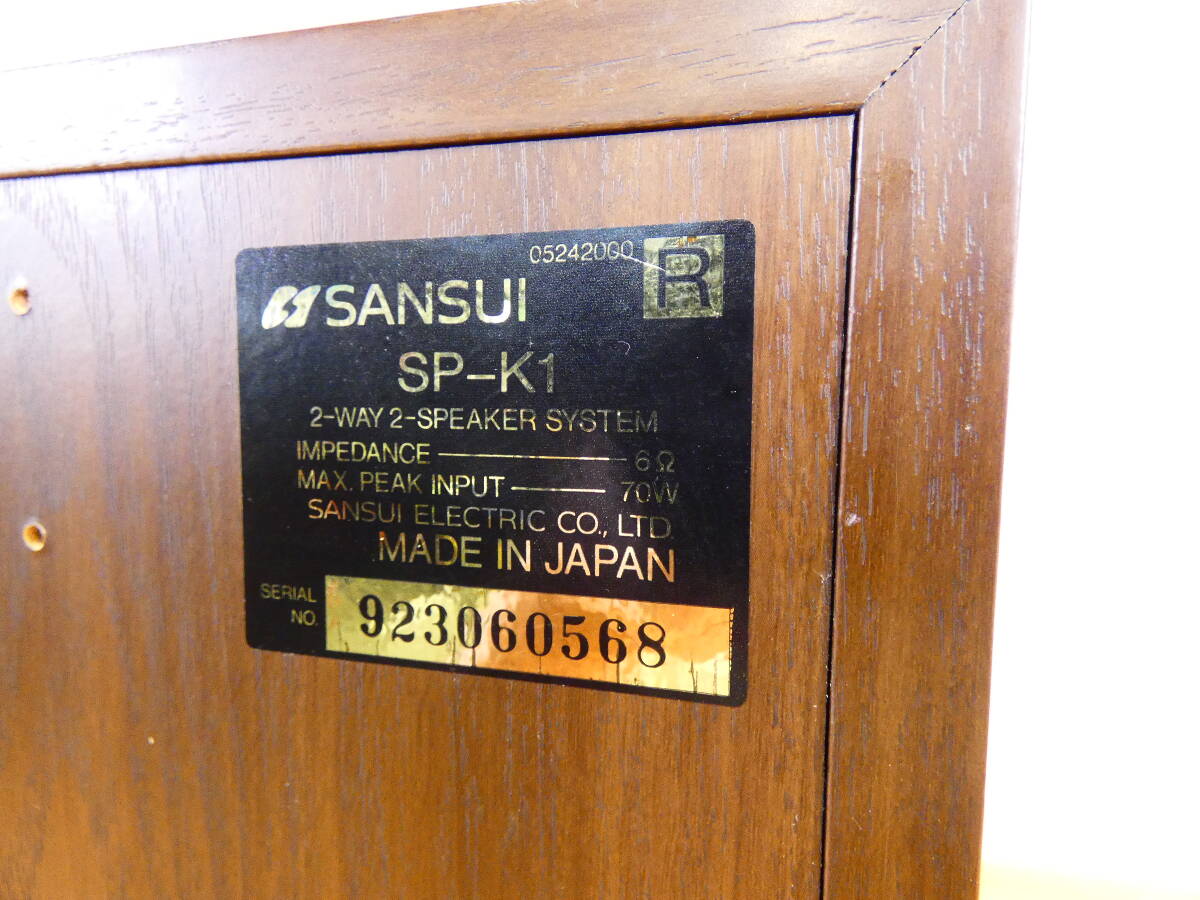 05242000 R
SANSUI
SP-K1
2-WAY 2-SPEAKER SYSTEM
IMPEDANCE 6Ω
MAX. PEAK INPUT 70W
SANSUI ELECTRIC CO., LTD.
MADE IN JAPAN
SERIAL NO. 923060568